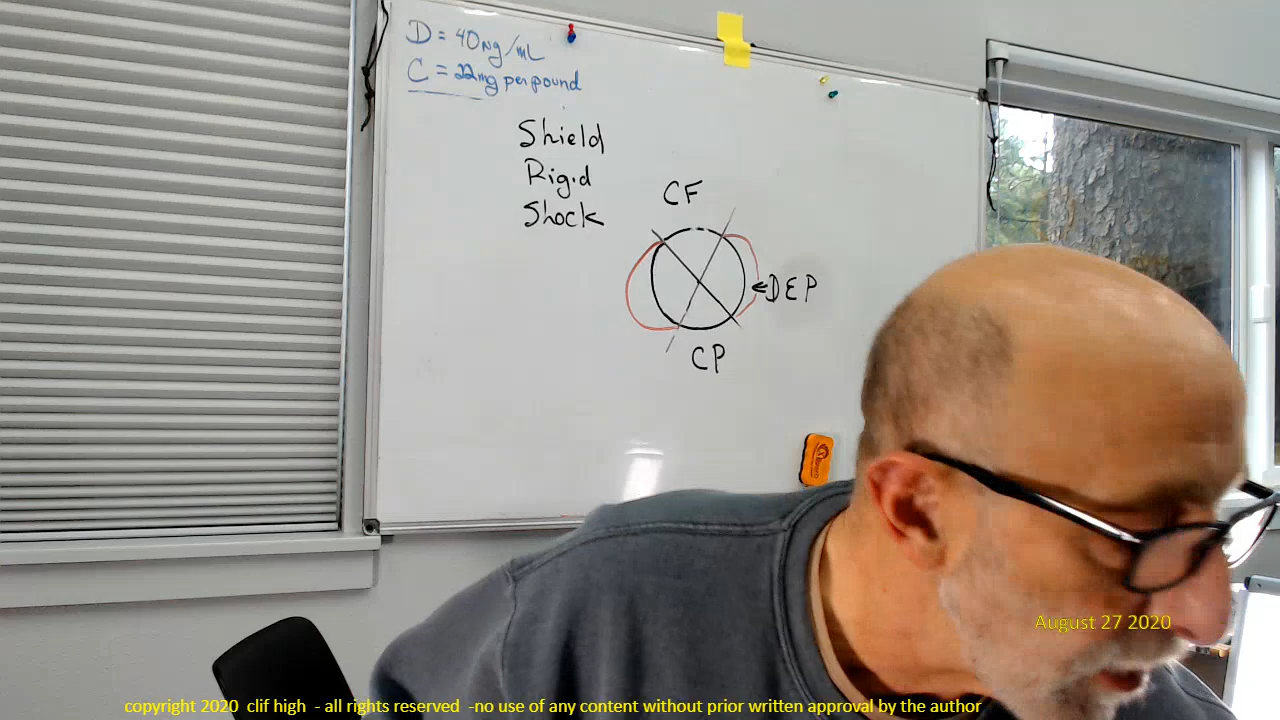 D = 40ng/mL
C = 22mg per pound
Shield
Rigid
Shock
CF
DEP
CP
August 27 2020
copyright 2020 clif high - all rights reserved -no use of any content without prior written approval by the author